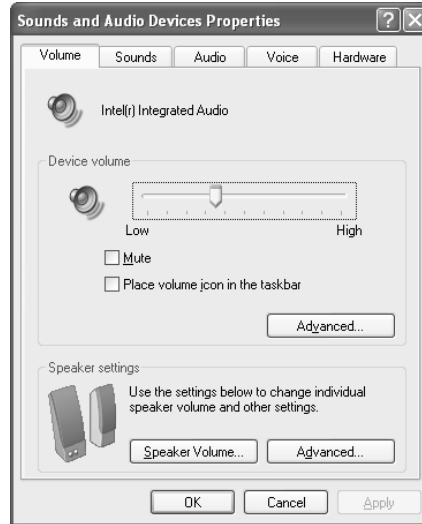 Sounds and Audio Devices Properties
Volume Sounds Audio Voice Hardware
Intel(r) Integrated Audio
Device volume
Low High
Mute
Place volume icon in the taskbar
Advanced...
Speaker settings
Use the settings below to change individual
speaker volume and other settings.
Speaker Volume... Advanced...
OK Cancel Apply